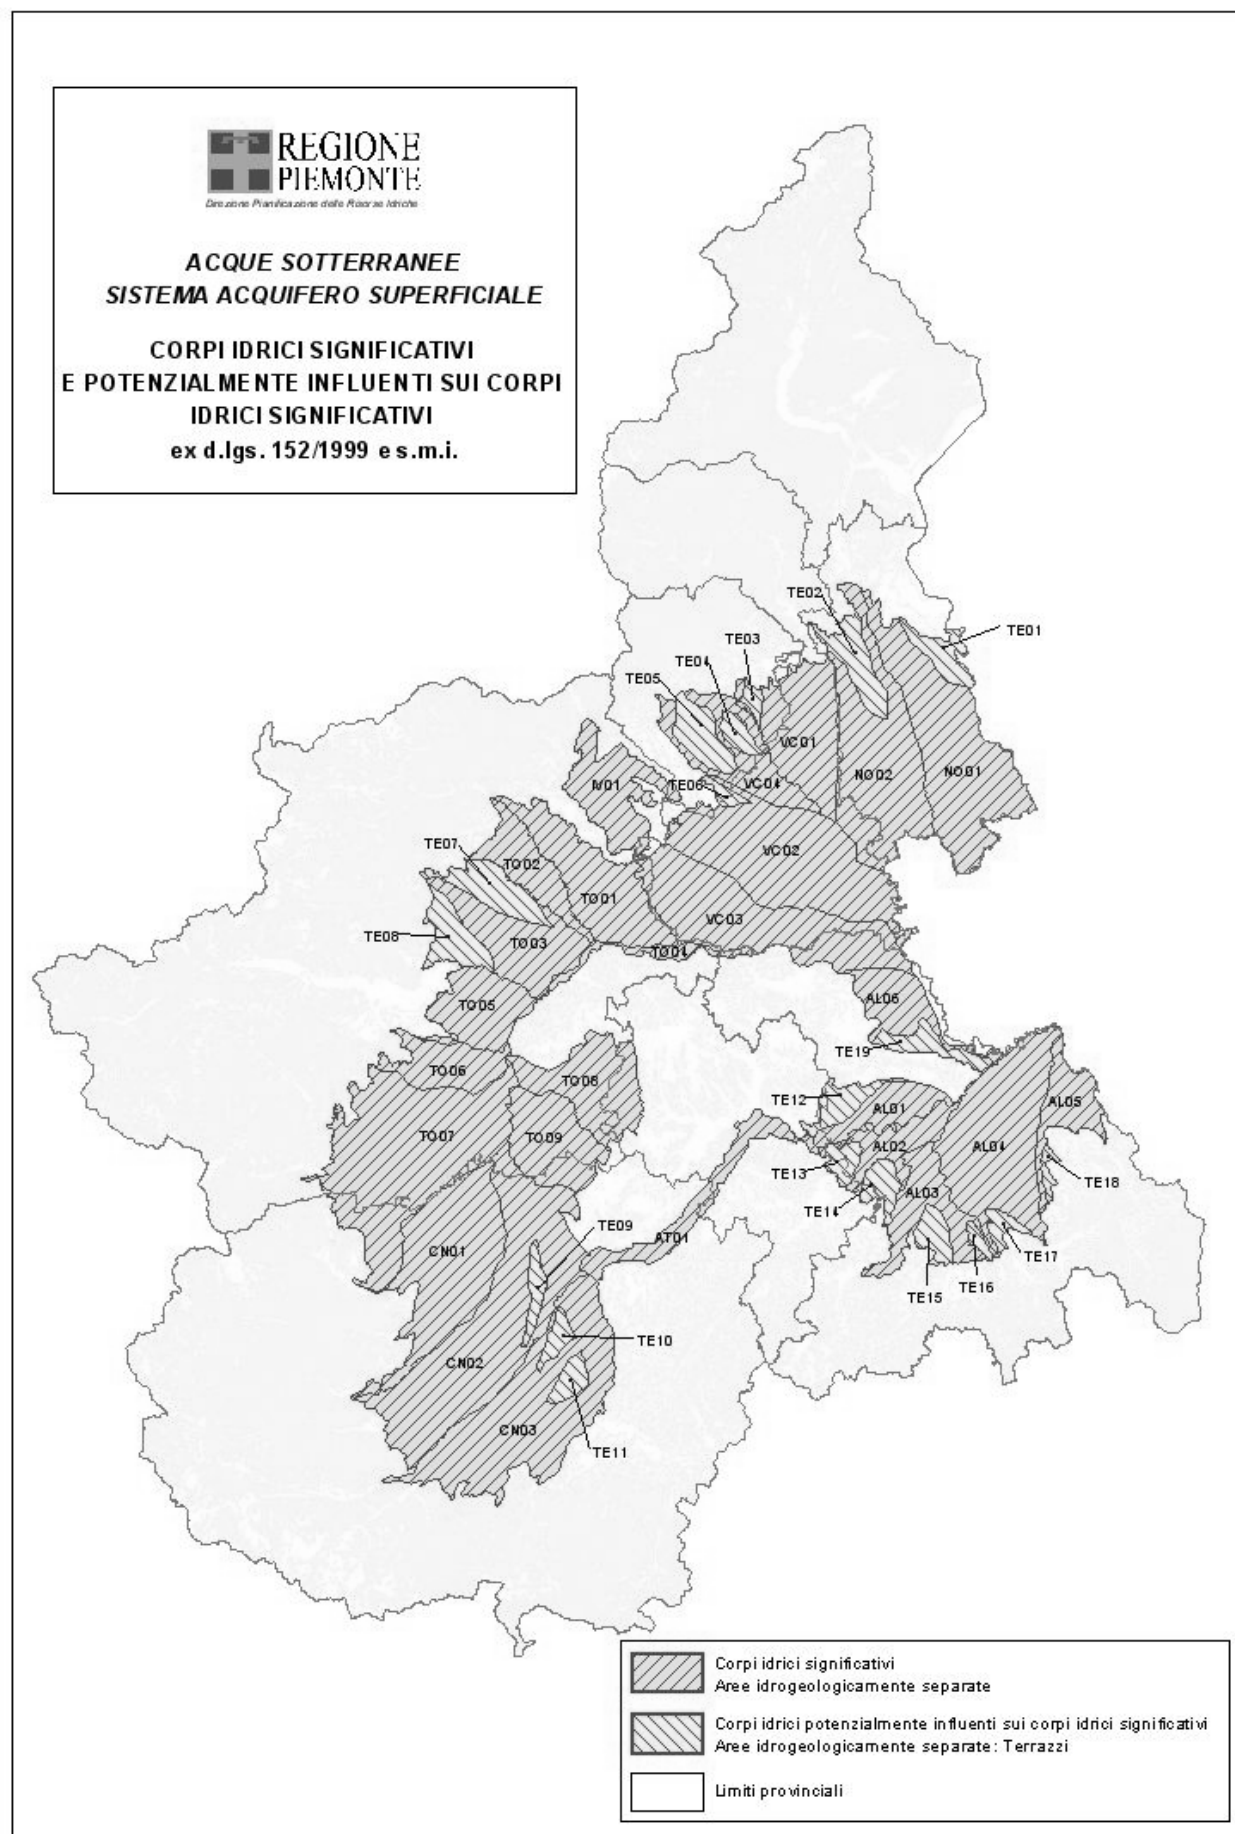 REGIONE
PIEMONTE
Direzione Pianificazione delle Risorse Idriche
ACQUE SOTTERRANEE
SISTEMA ACQUIFERO SUPERFICIALE
CORPI IDRICI SIGNIFICATIVI
E POTENZIALMENTE INFLUENTI SUI CORPI
IDRICI SIGNIFICATIVI
ex d.lgs. 152/1999 e s.m.i.
TE02
TE01
TE03
TE04
TE05
VC01
NO02
NO01
IV01
TE06
VC04
TE07
TO02
VC02
TO01
VC03
TE08
TO03
TO04
TO05
AL06
TE19
TO06
TO08
TE12
AL01
AL05
TO07
TO09
AL02
AL04
TE13
TE18
TE14
AL03
TE09
AT01
CN01
TE17
TE16
TE15
TE10
CN02
CN03
TE11
Corpi idrici significativi
Aree idrogeologicamente separate
Corpi idrici potenzialmente influenti sui corpi idrici significativi
Aree idrogeologicamente separate: Terrazzi
Limiti provinciali